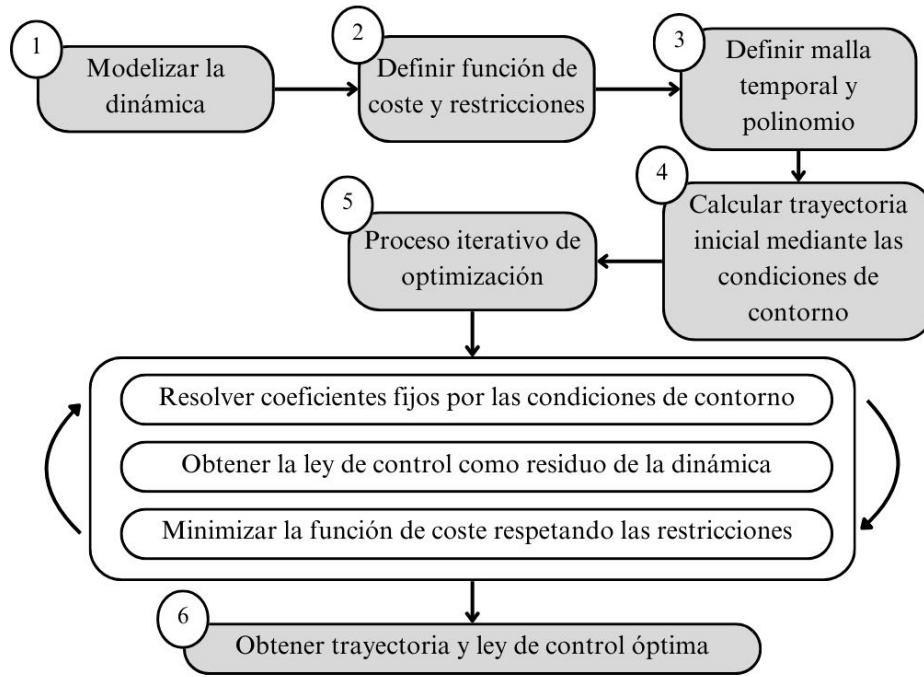 1
Modelizar la
dinámica
2
Definir función de
coste y restricciones
3
Definir malla
temporal y
polinomio
4
Calcular trayectoria
inicial mediante las
condiciones de
contorno
5
Proceso iterativo de
optimización
Resolver coeficientes fijos por las condiciones de contorno
Obtener la ley de control como residuo de la dinámica
Minimizar la función de coste respetando las restricciones
6
Obtener trayectoria y ley de control óptima